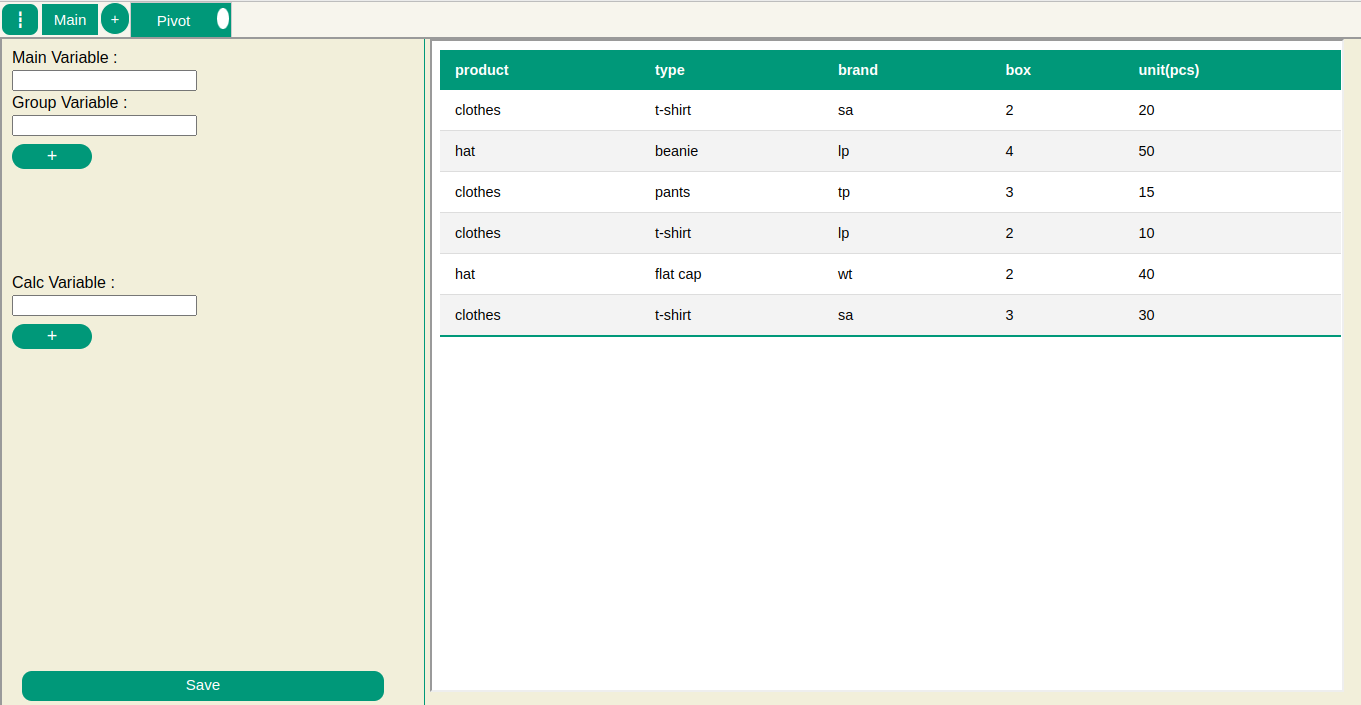 ┇ Main + Pivot
Main Variable :
Group Variable :
+
Calc Variable :
+
Save
product type brand box unit(pcs)
clothes t-shirt sa 2 20
hat beanie lp 4 50
clothes pants tp 3 15
clothes t-shirt lp 2 10
hat flat cap wt 2 40
clothes t-shirt sa 3 30